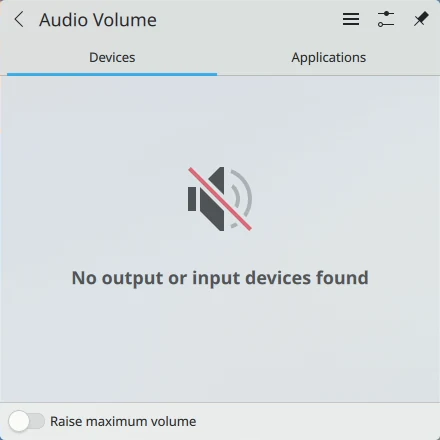 Audio Volume
Devices
Applications
No output or input devices found
Raise maximum volume